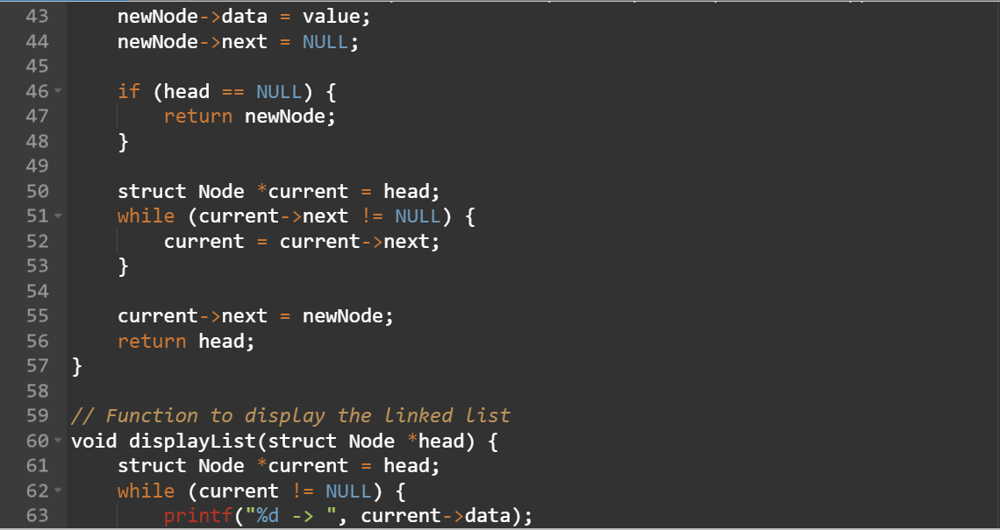 43 newNode->data = value;
44 newNode->next = NULL;
45
46 if (head == NULL) {
47 return newNode;
48 }
49
50 struct Node *current = head;
51 while (current->next != NULL) {
52 current = current->next;
53 }
54
55 current->next = newNode;
56 return head;
57 }
58
59 // Function to display the linked list
60 void displayList(struct Node *head) {
61 struct Node *current = head;
62 while (current != NULL) {
63 printf("%d -> ", current->data);